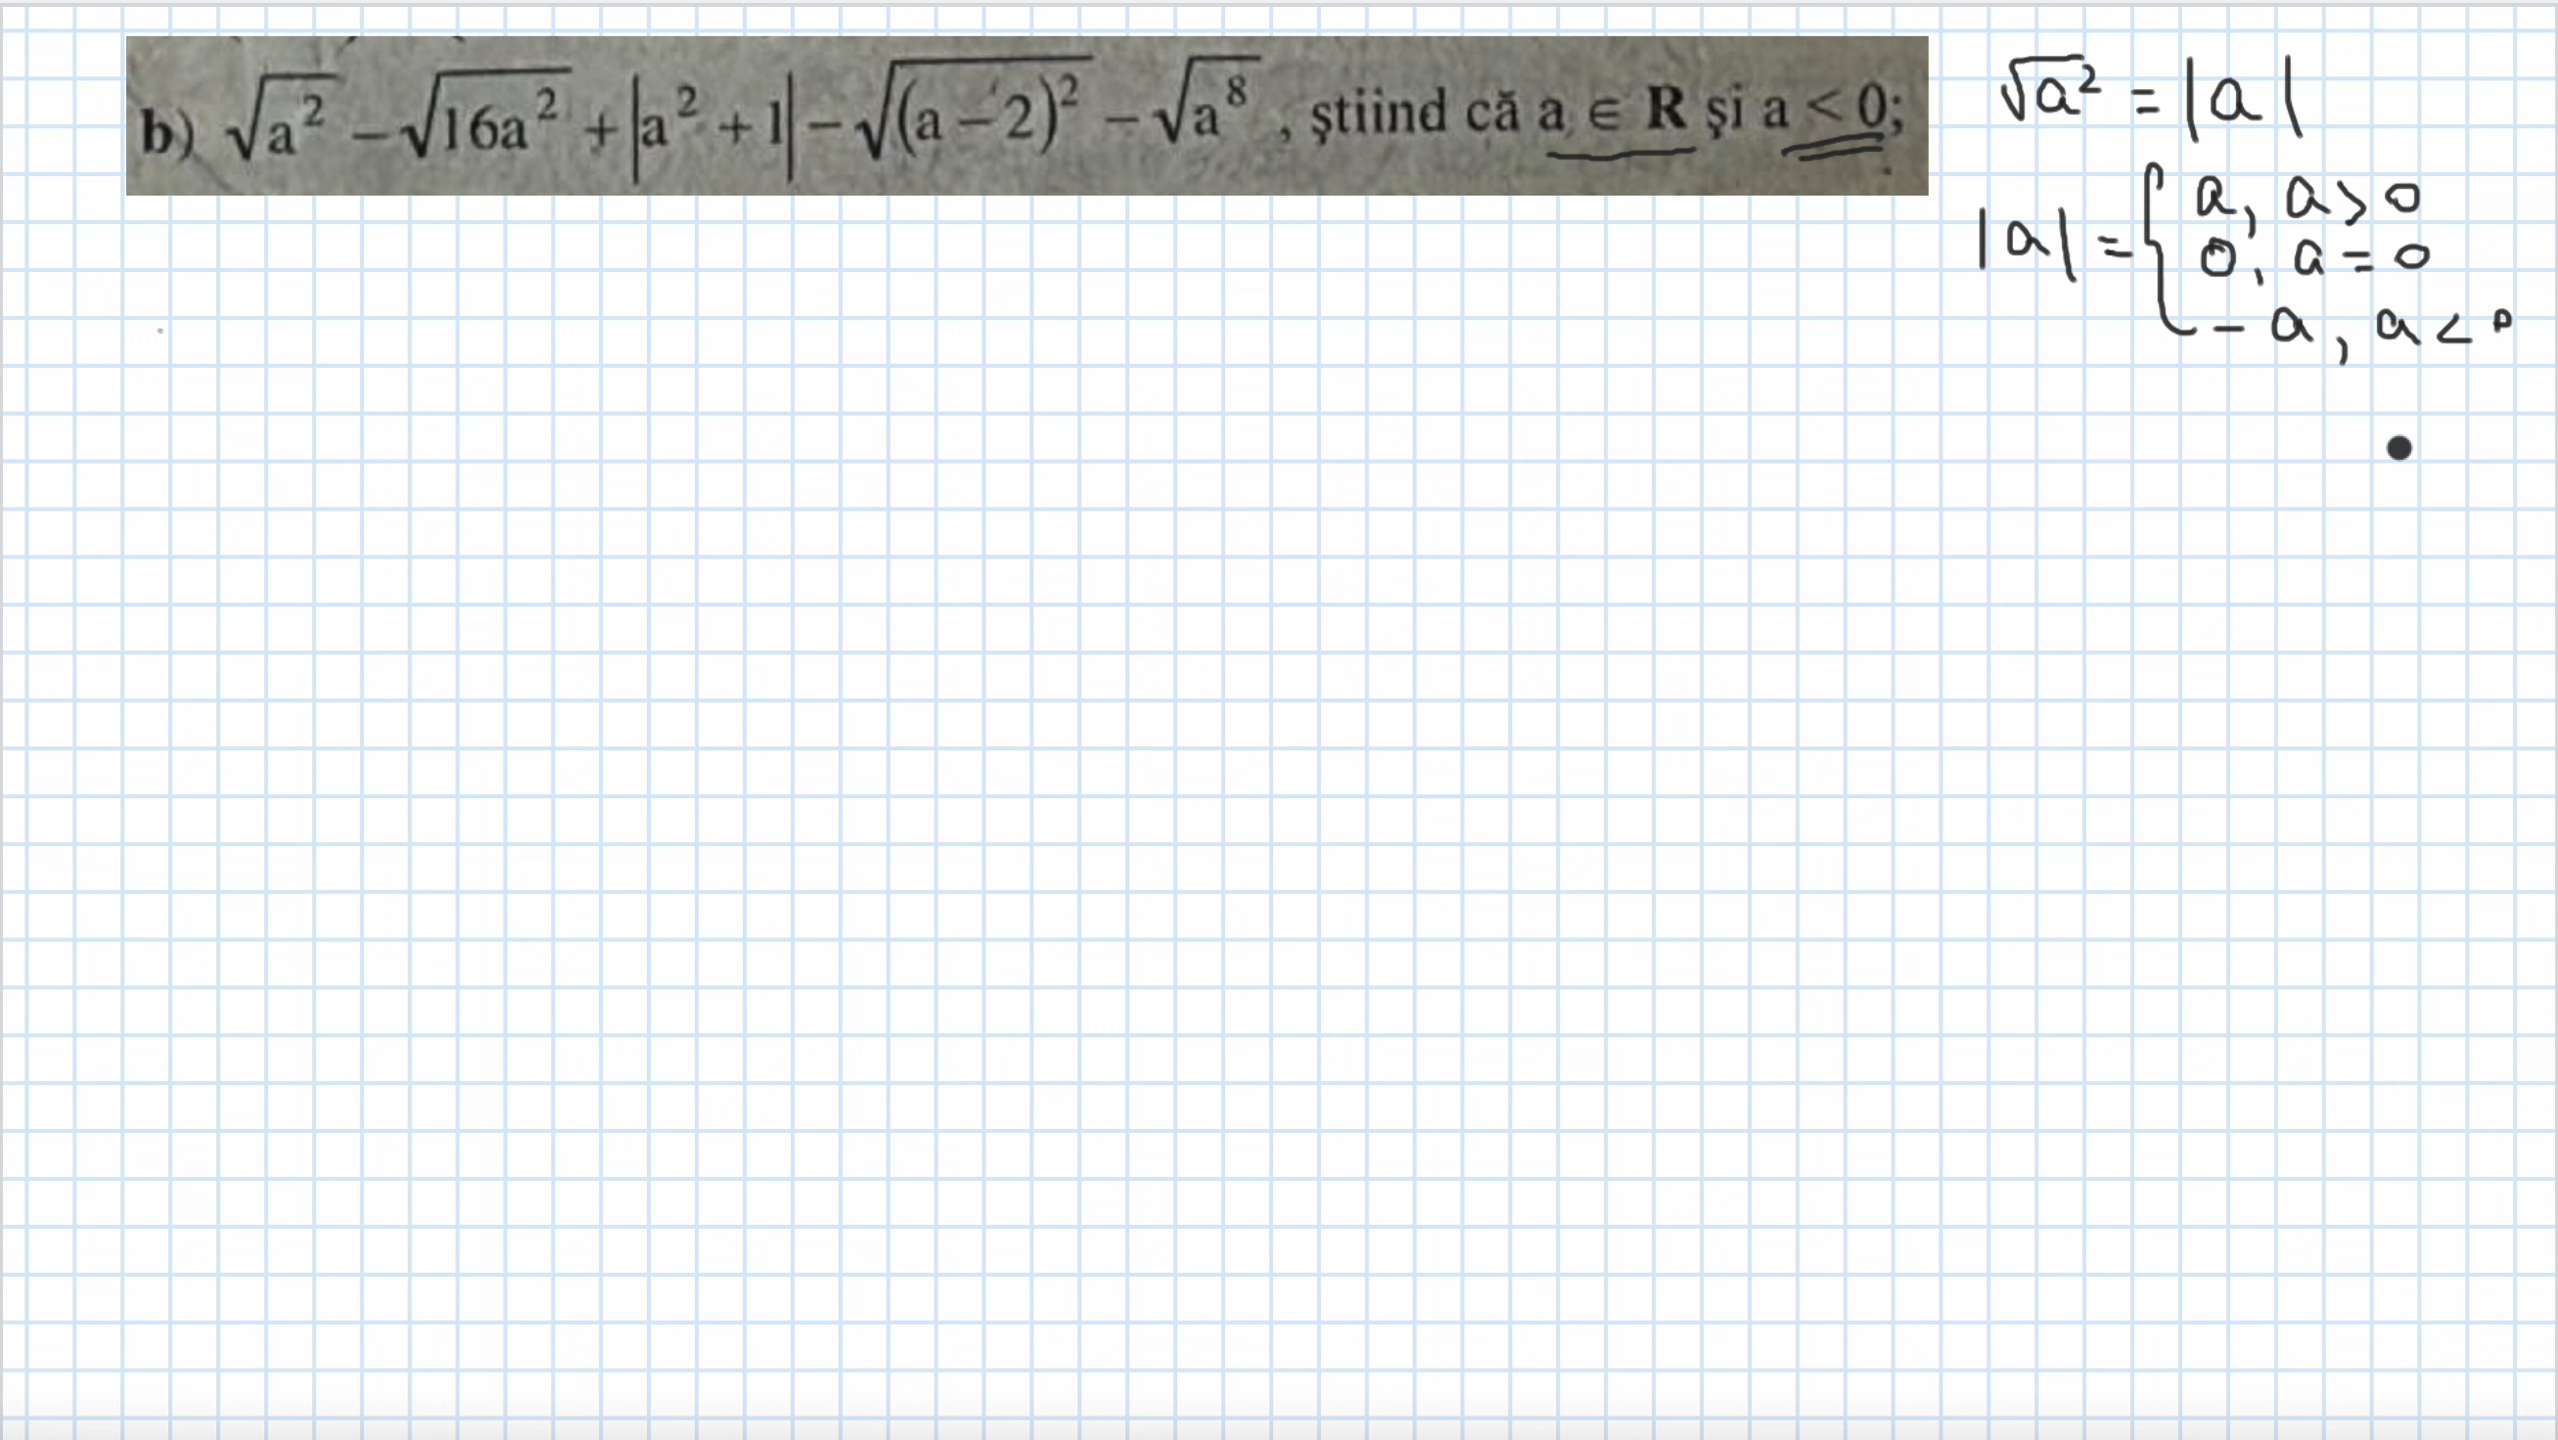 b) √a² − √16a² + |a² + 1| − √(a − 2)² − √a⁸ , ştiind că a ∈ R şi a < 0;
√a² = |a|
|a| = { a, a > 0
0, a = 0
− a, a < 0